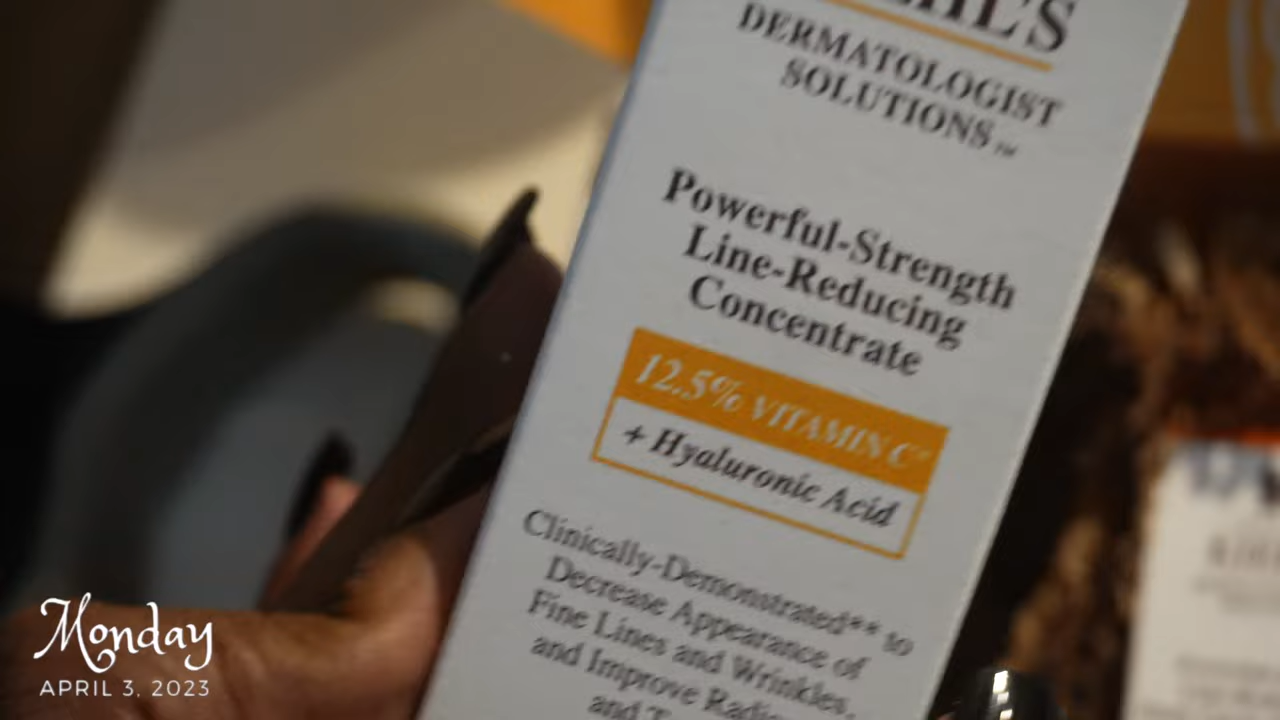 DERMATOLOGIST
SOLUTIONS™
Powerful-Strength
Line-Reducing
Concentrate
12.5% VITAMIN C*
+ Hyaluronic Acid
Clinically-Demonstrated** to
Decrease Appearance of
Fine Lines and Wrinkles,
and Improve
and
Monday
APRIL 3, 2023